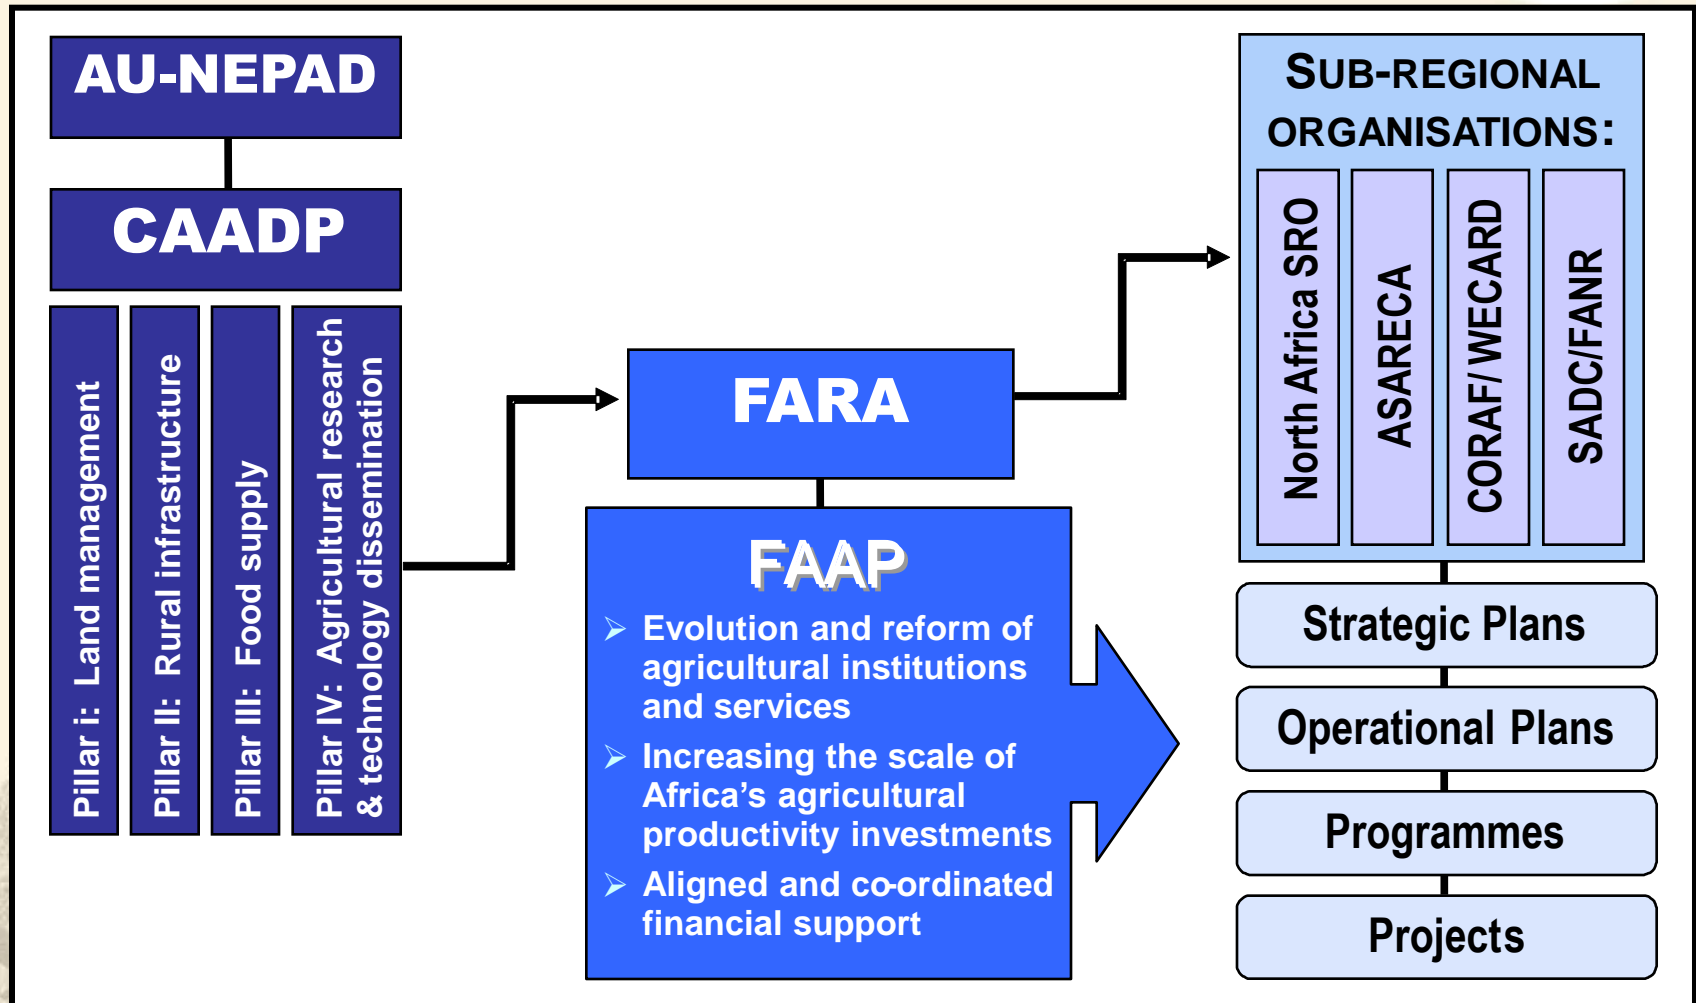 AU-NEPAD
CAADP
Pillar i: Land management
Pillar II: Rural infrastructure
Pillar III: Food supply
Pillar IV: Agricultural research
& technology dissemination
FARA
FAAP
➢ Evolution and reform of
agricultural institutions
and services
➢ Increasing the scale of
Africa’s agricultural
productivity investments
➢ Aligned and co-ordinated
financial support
SUB-REGIONAL
ORGANISATIONS:
North Africa SRO
ASARECA
CORAF/WECARD
SADC/FANR
Strategic Plans
Operational Plans
Programmes
Projects